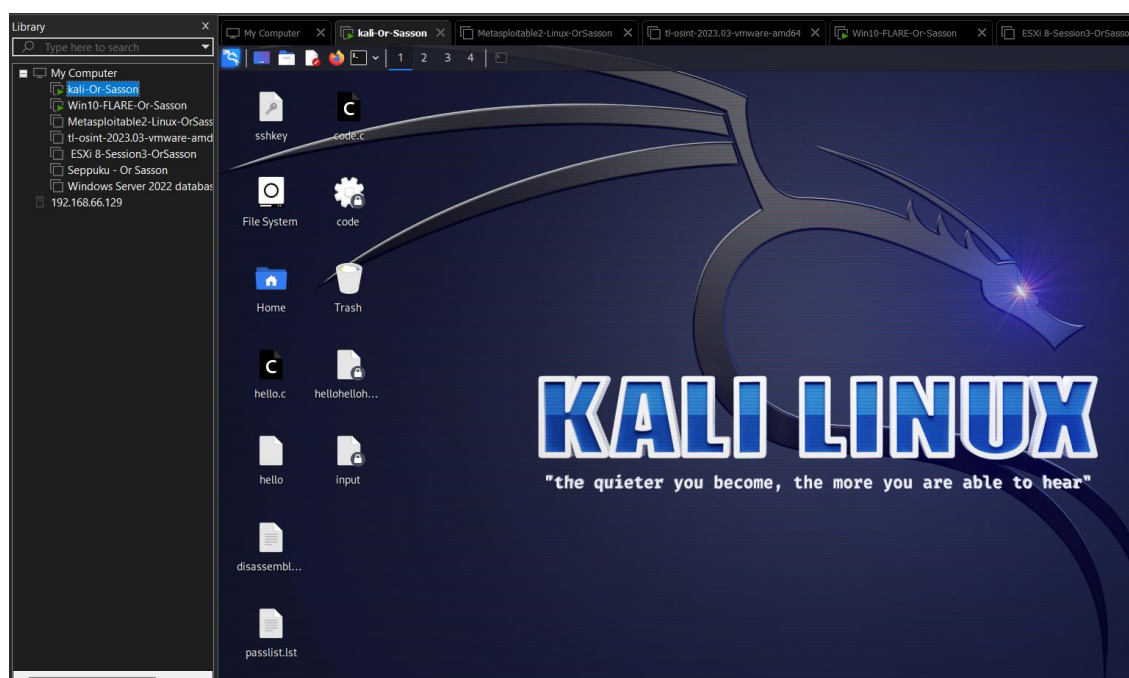 Library X
Type here to search
My Computer
kali-Or-Sasson
Win10-FLARE-Or-Sasson
Metasploitable2-Linux-OrSass
tl-osint-2023.03-vmware-amd
ESXi 8-Session3-OrSasson
Seppuku - Or Sasson
Windows Server 2022 databas
192.168.66.129
My Computer kali-Or-Sasson Metasploitable2-Linux-OrSasson tl-osint-2023.03-vmware-amd64 Win10-FLARE-Or-Sasson ESXi 8-Session3-OrSasso
1 2 3 4
sshkey code.c
File System code
Home Trash
hello.c hellohelloh...
hello input
disassembl...
passlist.lst
KALI LINUX
"the quieter you become, the more you are able to hear"